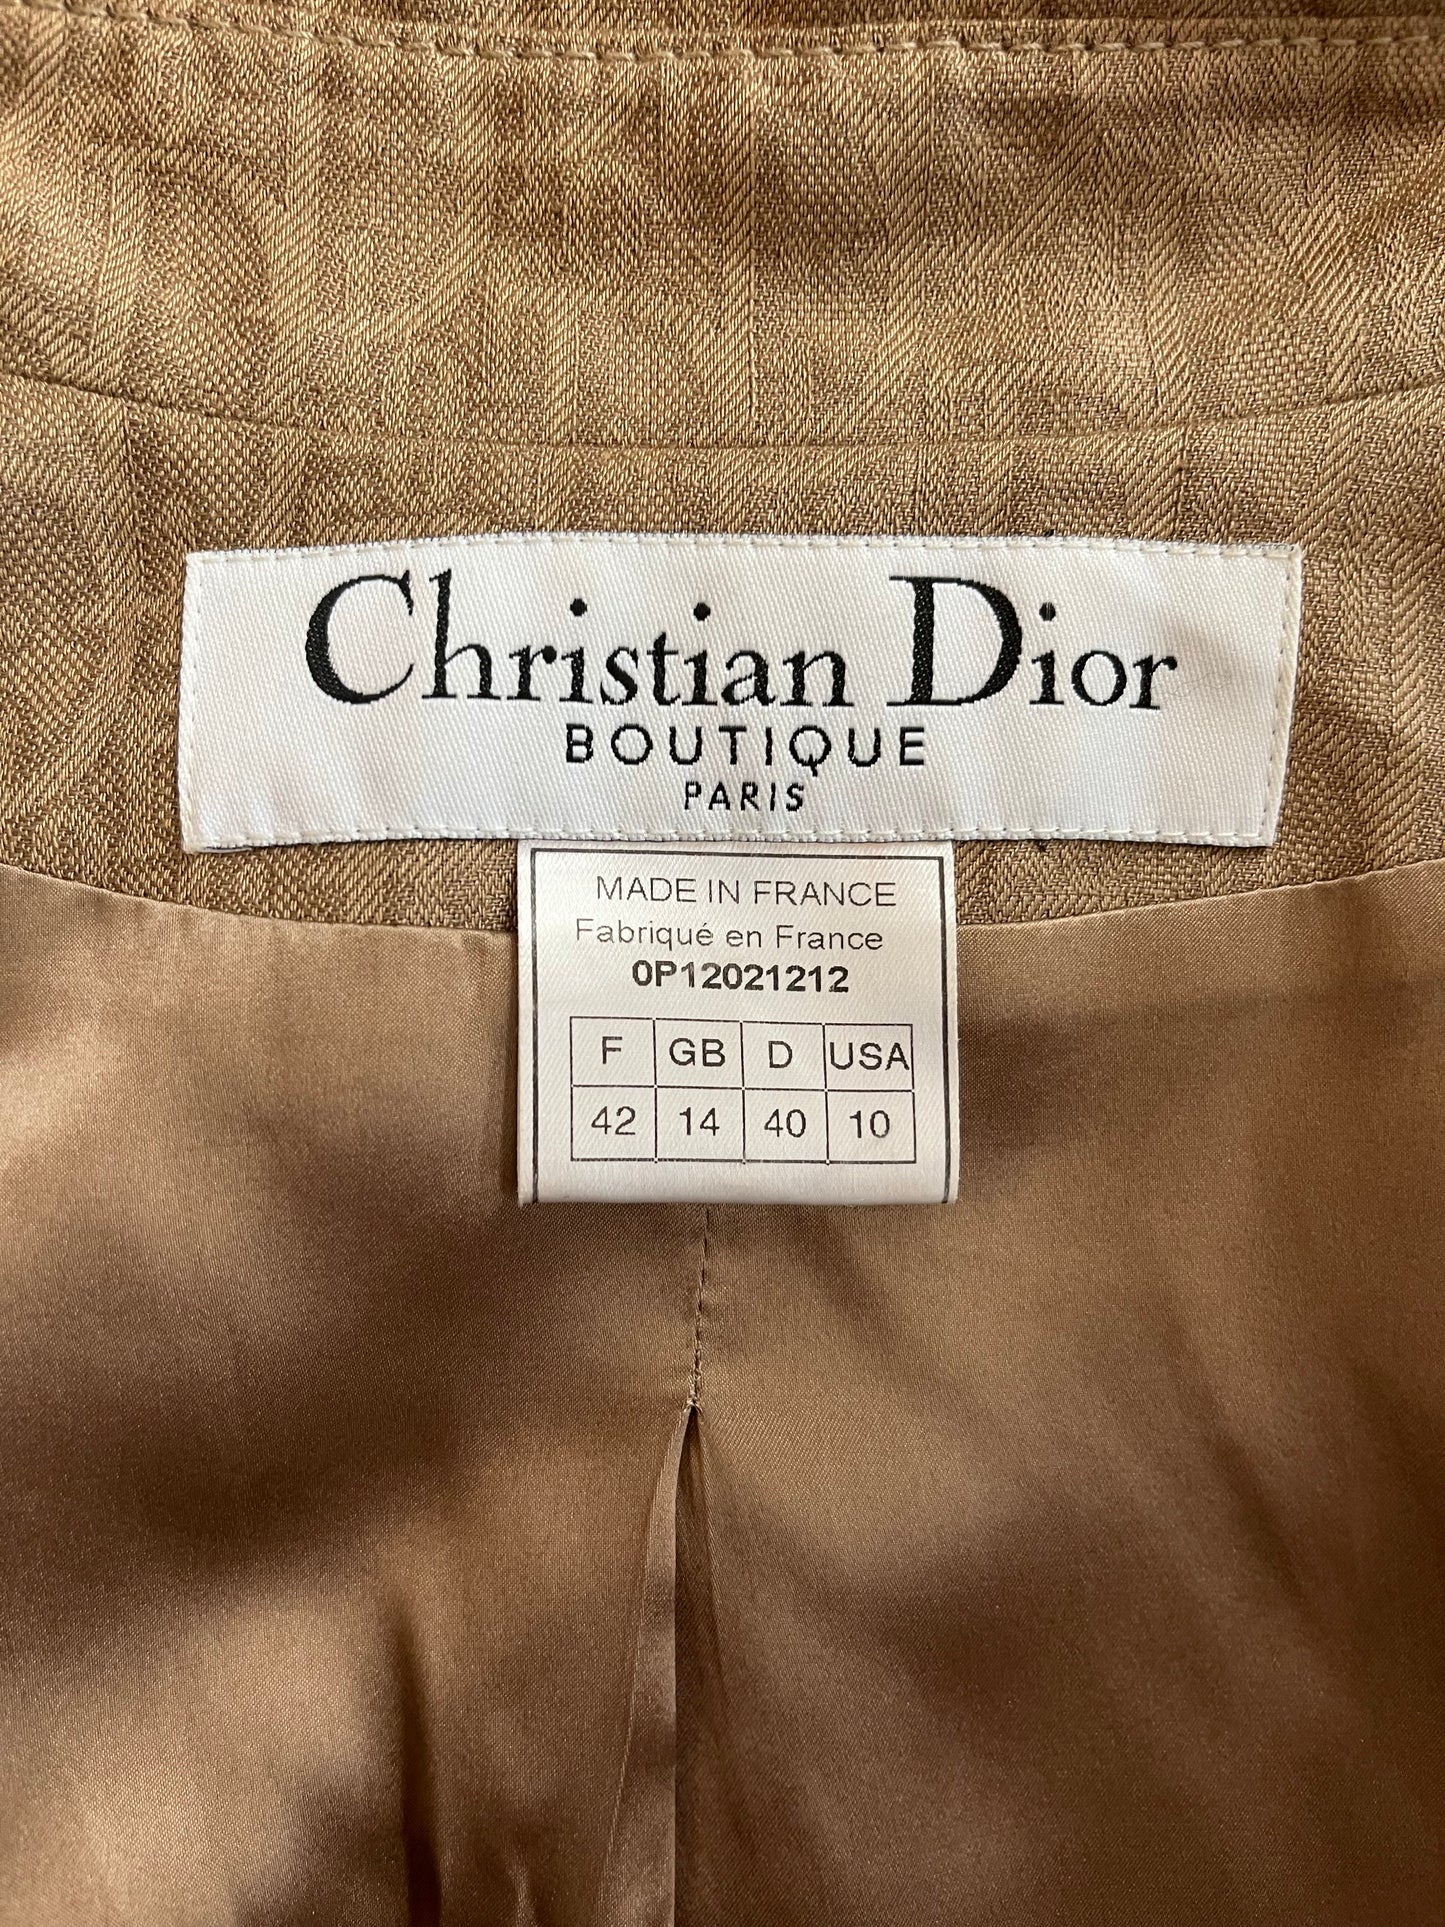 Christian Dior
BOUTIQUE
PARIS
MADE IN FRANCE
Fabriqué en France
0P12021212
F GB D USA
42 14 40 10